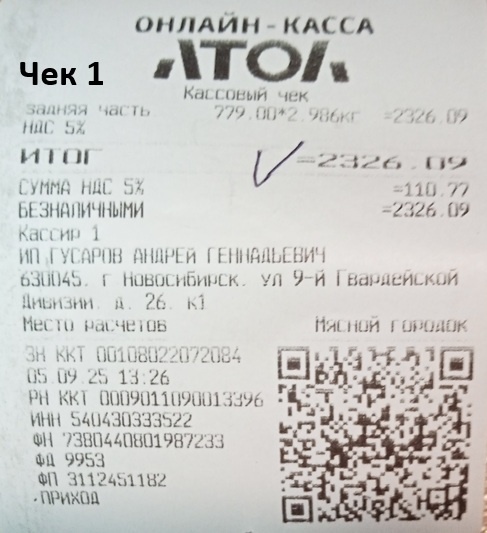 ОНЛАЙН-КАССА
АТОЛ
Чек 1
Кассовый чек
задняя часть 779.00*2.986кг =2326.09
НДС 5%
ИТОГ =2326.09
СУММА НДС 5% =110.77
БЕЗНАЛИЧНЫМИ =2326.09
Кассир 1
ИП ГУСАРОВ АНДРЕЙ ГЕННАДЬЕВИЧ
630045. г Новосибирск. ул 9-й Гвардейской
Дивизии. д. 26. к1
Место расчетов Мясной городок
ЗН ККТ 00108022072084
05.09.25 13:26
РН ККТ 0009011090013396
ИНН 540430333522
ФН 7380440801987233
ФД 9953
ФП 3112451182
ПРИХОД